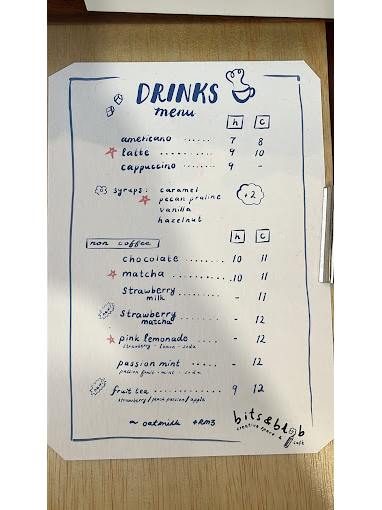 DRINKS
menu
h c
americano ...... 7 8
latte ......... 9 10
cappuccino ...... 9 -
syrups: caramel +2
pecan praline
vanilla
hazelnut
non coffee h c
chocolate ...... 10 11
matcha ........ 10 11
strawberry milk ........ - 11
strawberry matcha ........ - 12
pink lemonade ..... - 12
strawberry - lemon - soda
passion mint ..... - 12
passion fruit - mint - soda
fruit tea ............ 9 12
strawberry/peach passion/apple
~ oatmilk +RM3
bits & blob
creative space & café